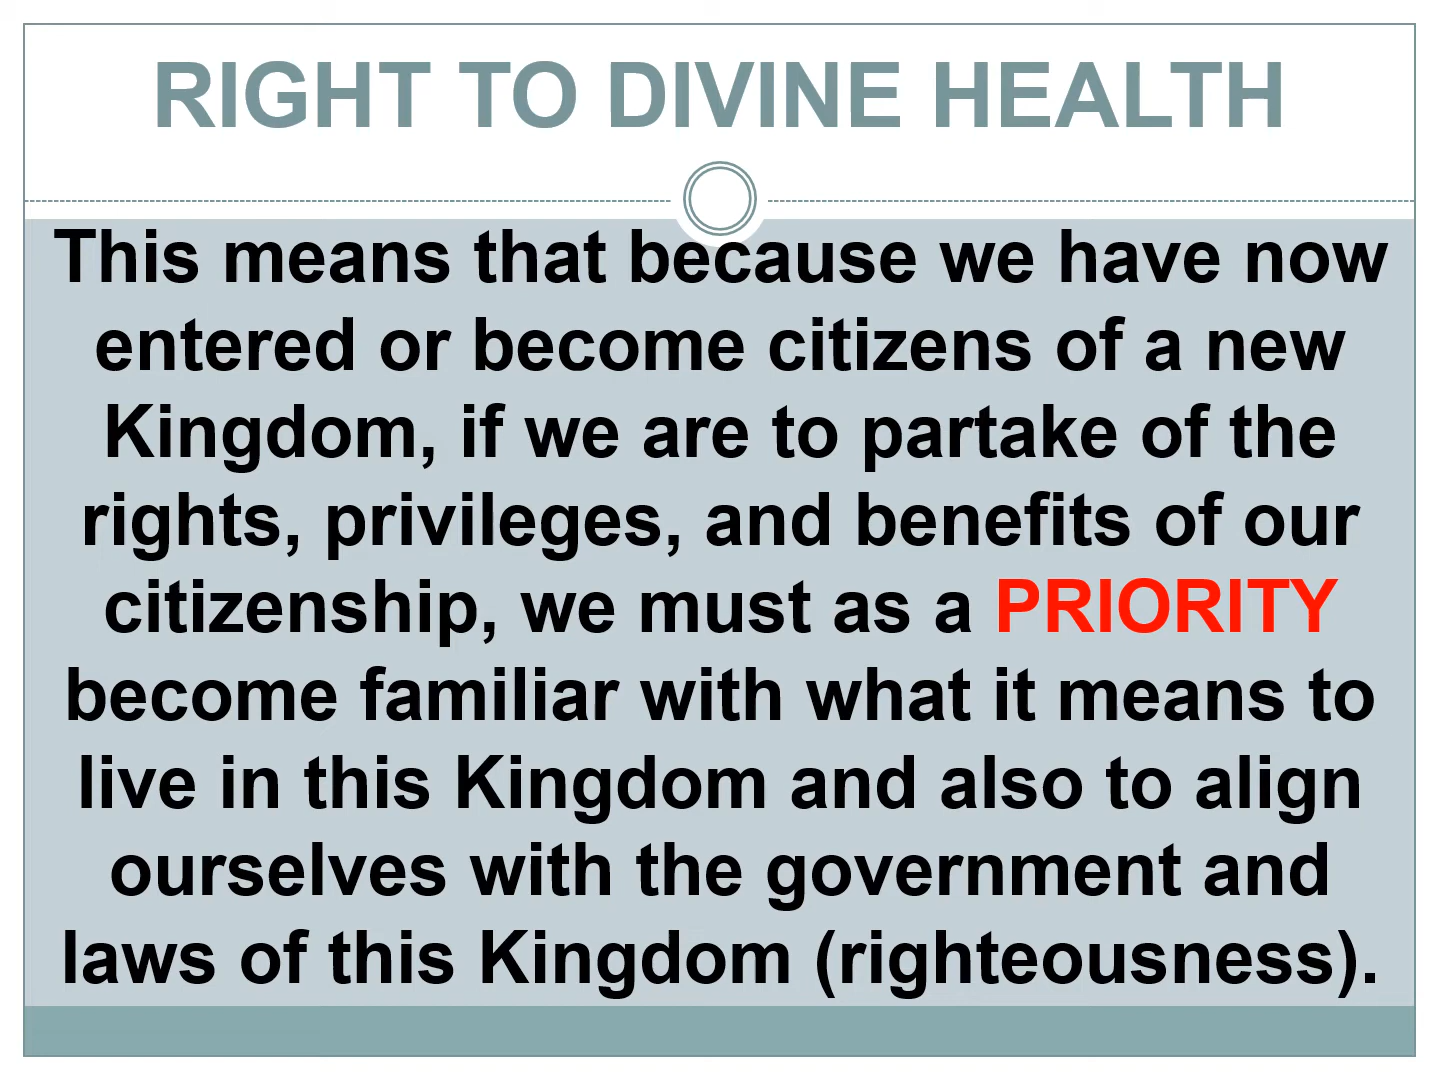 RIGHT TO DIVINE HEALTH
This means that because we have now
entered or become citizens of a new
Kingdom, if we are to partake of the
rights, privileges, and benefits of our
citizenship, we must as a PRIORITY
become familiar with what it means to
live in this Kingdom and also to align
ourselves with the government and
laws of this Kingdom (righteousness).